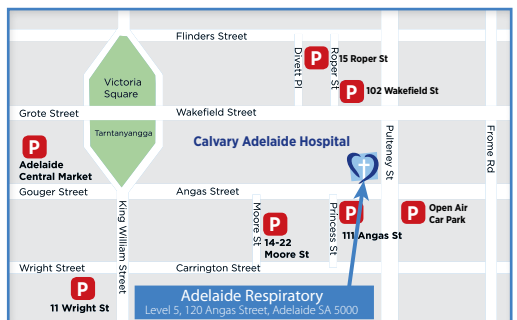 Flinders Street
Divett Pl
Roper St
P
15 Roper St
Victoria
Square
P
102 Wakefield St
Grote Street
Wakefield Street
Tarntanyangga
P
Adelaide
Central Market
Calvary Adelaide Hospital
Pulteney St
Frome Rd
Gouger Street
Angas Street
King William Street
Moore St
P
14-22
Moore St
Princess St
P
111 Angas St
P
Open Air
Car Park
Wright Street
Carrington Street
P
11 Wright St
Adelaide Respiratory
Level 5, 120 Angas Street, Adelaide SA 5000